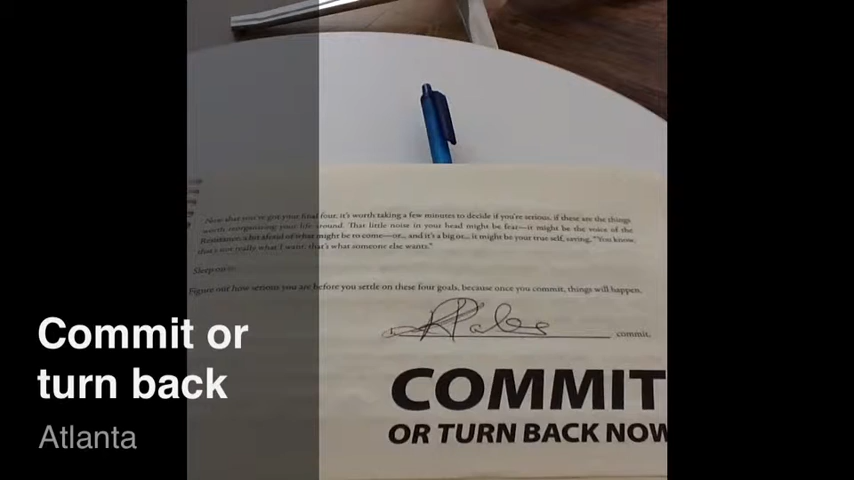 Now that you've got your final four, it's worth taking a few minutes to decide if you're serious, if these are the things
worth reorganizing your life around. That little noise in your head might be fear—it might be the voice of the
Resistance, a bit afraid of what might be to come—or... and it's a big or... it might be your true self, saying, "You know,
that's not really what I want, that's what someone else wants."
Sleep on it.
Figure out how serious you are before you settle on these four goals, because once you commit, things will happen.
commit.
COMMIT
OR TURN BACK NOW
Commit or
turn back
Atlanta